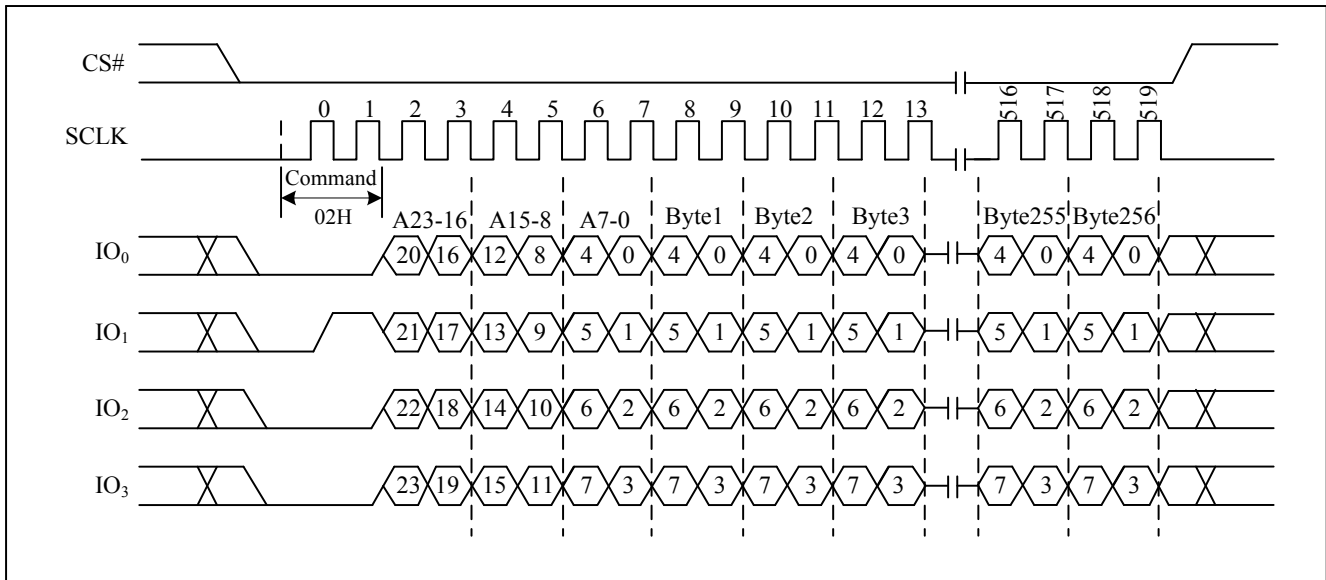 CS#
0 1 2 3 4 5 6 7 8 9 10 11 12 13 516 517 518 519
SCLK
Command
02H
A23-16 A15-8 A7-0 Byte1 Byte2 Byte3 Byte255 Byte256
IO₀ 20 16 12 8 4 0 4 0 4 0 4 0 4 0 4 0
IO₁ 21 17 13 9 5 1 5 1 5 1 5 1 5 1 5 1
IO₂ 22 18 14 10 6 2 6 2 6 2 6 2 6 2 6 2
IO₃ 23 19 15 11 7 3 7 3 7 3 7 3 7 3 7 3